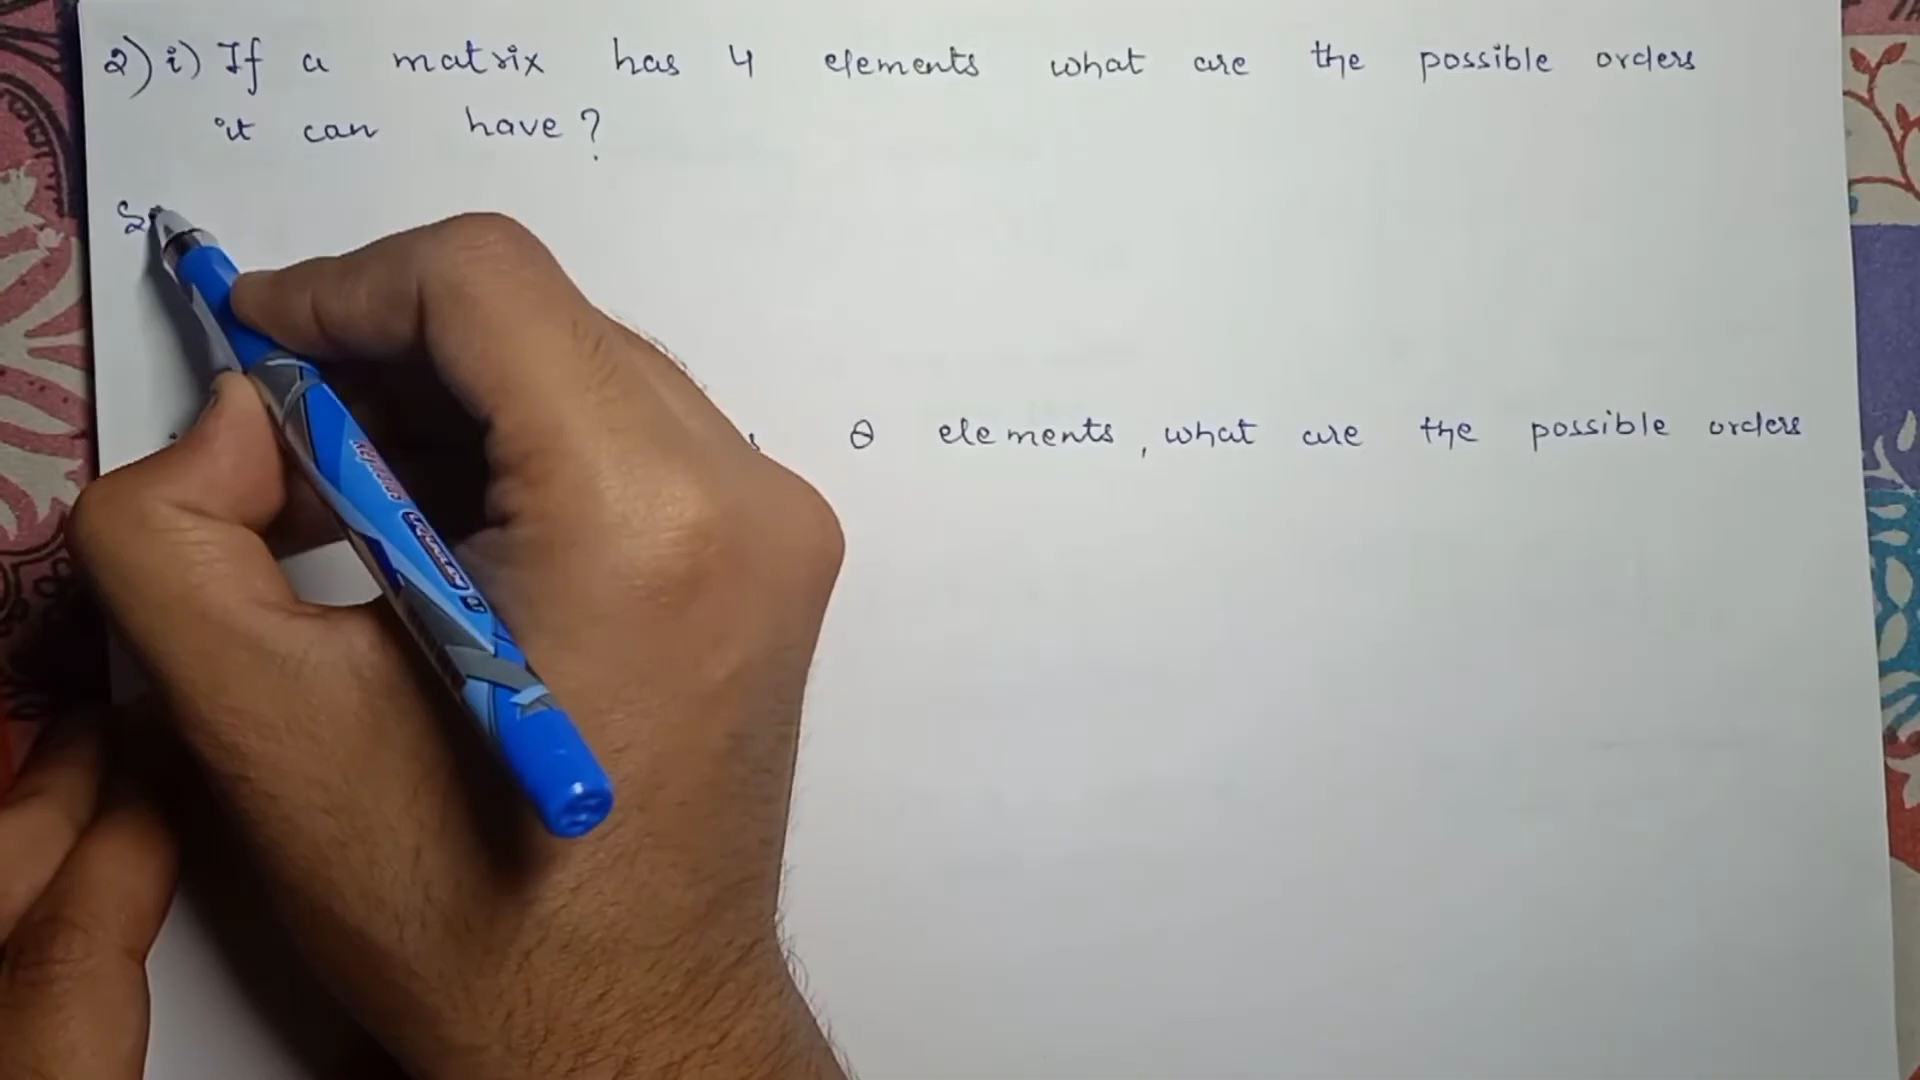 2) i) If a matrix has 4 elements what are the possible orders
it can have ?
elements, what are the possible orders